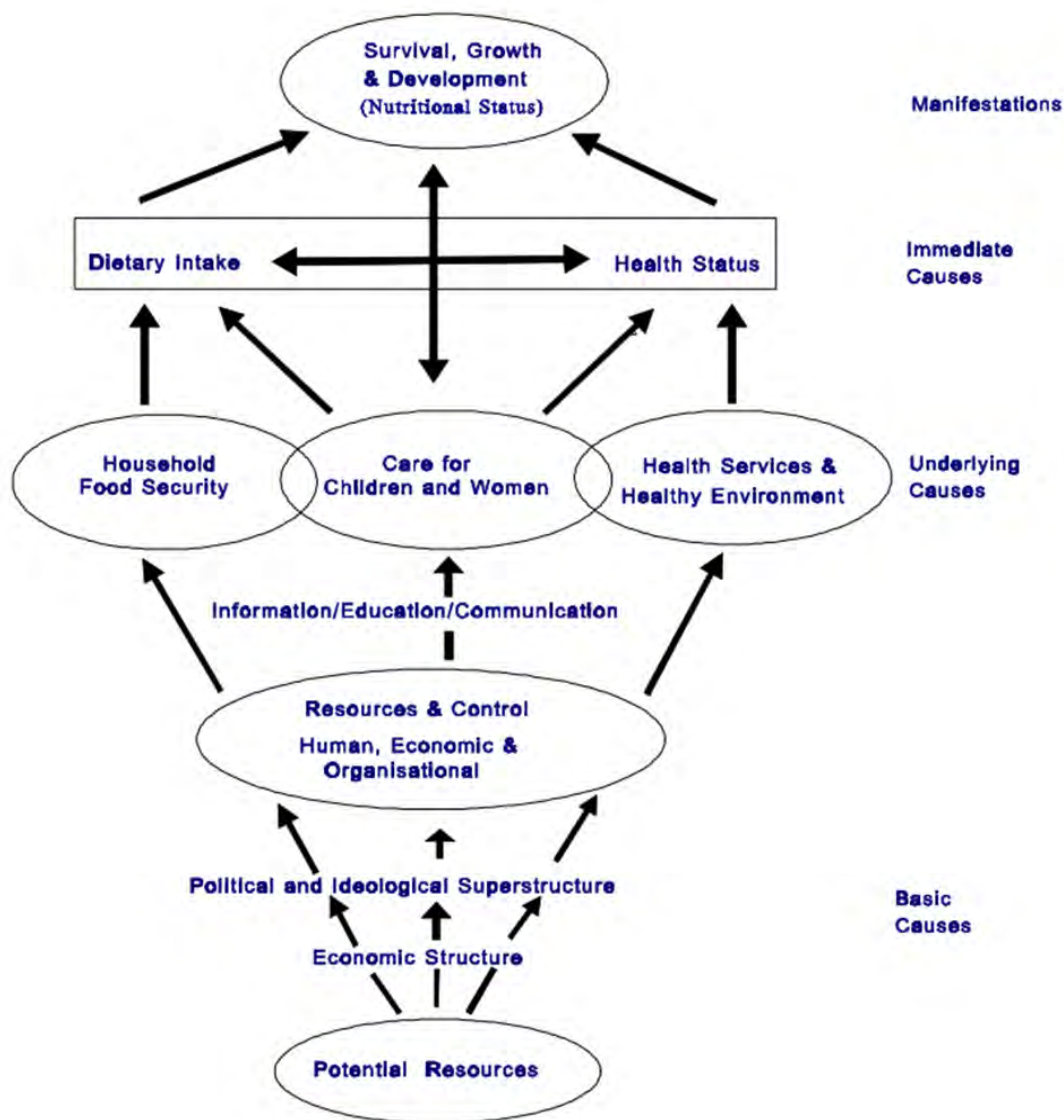 Survival, Growth
& Development
(Nutritional Status)
Manifestations
Dietary Intake
Health Status
Immediate
Causes
Household
Food Security
Care for
Children and Women
Health Services &
Healthy Environment
Underlying
Causes
Information/Education/Communication
Resources & Control
Human, Economic &
Organisational
Political and Ideological Superstructure
Basic
Causes
Economic Structure
Potential Resources